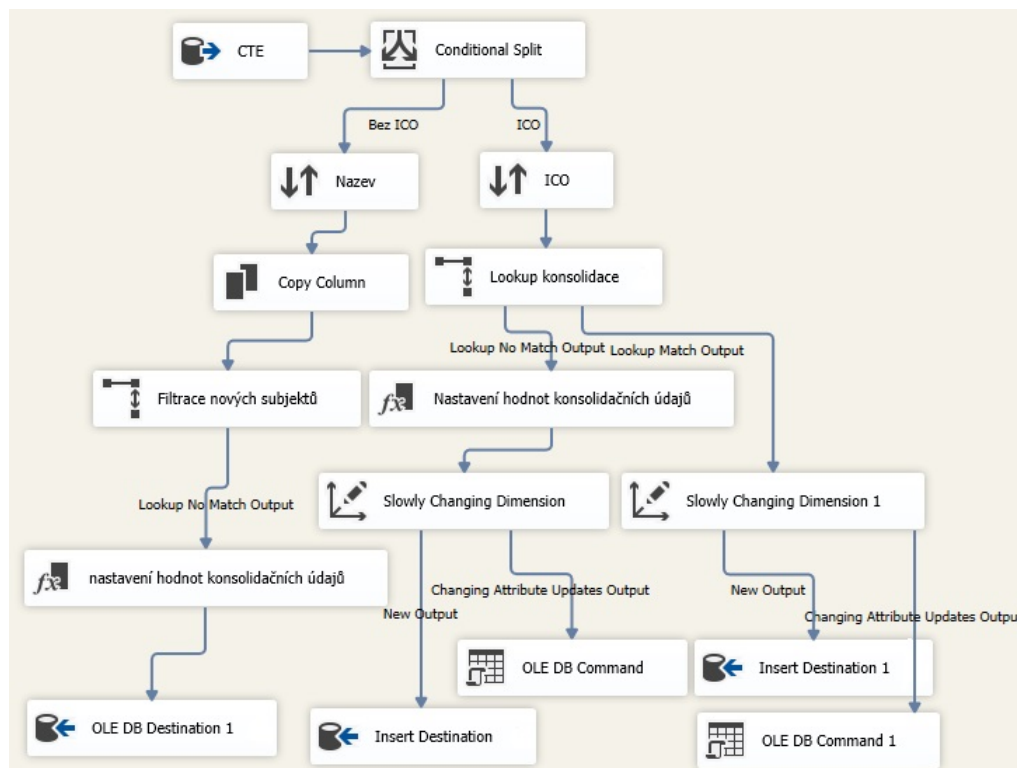 CTE
Conditional Split
Bez ICO
ICO
Nazev
ICO
Copy Column
Lookup konsolidace
Lookup No Match Output
Lookup Match Output
Filtrace nových subjektů
Nastavení hodnot konsolidačních údajů
Lookup No Match Output
Slowly Changing Dimension
Slowly Changing Dimension 1
nastavení hodnot konsolidačních údajů
Changing Attribute Updates Output
New Output
New Output
Changing Attribute Updates Outpu
OLE DB Command
Insert Destination 1
OLE DB Destination 1
Insert Destination
OLE DB Command 1